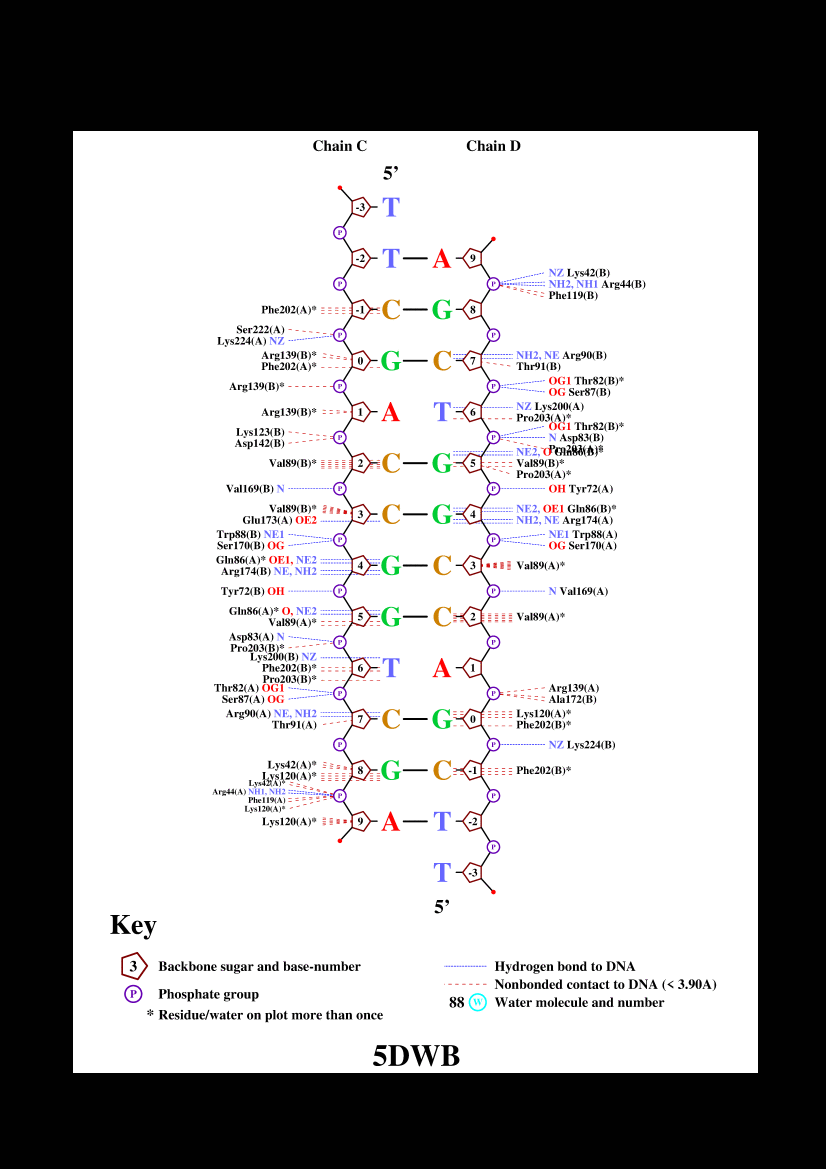 Chain C Chain D
5’
-3 T
P
-2 T A 9
NZ Lys42(B)
P P NH2, NH1 Arg44(B)
Phe119(B)
Phe202(A)* -1 C G 8
Ser222(A)
P P
Lys224(A) NZ
Arg139(B)* NH2, NE Arg90(B)
0 G C 7
Phe202(A)* Thr91(B)
OG1 Thr82(B)*
Arg139(B)* P P
OG Ser87(B)
NZ Lys200(A)
Arg139(B)* 1 A T 6
Pro203(A)*
OG1 Thr82(B)*
Lys123(B)
P P N Asp83(B)
Asp142(B)
Pro203(A)*
NE2, O Gln86(B)*
Val89(B)* 2 C G 5 Val89(B)*
Pro203(A)*
Val169(B) N P P OH Tyr72(A)
Val89(B)* NE2, OE1 Gln86(B)*
3 C G 4
Glu173(A) OE2 NH2, NE Arg174(A)
Trp88(B) NE1 P P NE1 Trp88(A)
Ser170(B) OG OG Ser170(A)
Gln86(A)* OE1, NE2
4 G C 3 Val89(A)*
Arg174(B) NE, NH2
Tyr72(B) OH P P N Val169(A)
Gln86(A)* O, NE2
5 G C 2 Val89(A)*
Val89(A)*
Asp83(A) N
P P
Pro203(B)*
Lys200(B) NZ
Phe202(B)* 6 T A 1
Pro203(B)*
Thr82(A) OG1 Arg139(A)
P P
Ser87(A) OG Ala172(B)
Arg90(A) NE, NH2 Lys120(A)*
7 C G 0
Thr91(A) Phe202(B)*
P P NZ Lys224(B)
Lys42(A)*
8 G C -1 Phe202(B)*
Lys120(A)*
Lys42(A)*
Arg44(A) NH1, NH2 P P
Phe119(A)
Lys120(A)*
Lys120(A)* 9 A T -2
P
T -3
5’
Key
3 Backbone sugar and base-number
Hydrogen bond to DNA
Nonbonded contact to DNA (< 3.90A)
P Phosphate group
88 W Water molecule and number
* Residue/water on plot more than once
5DWB